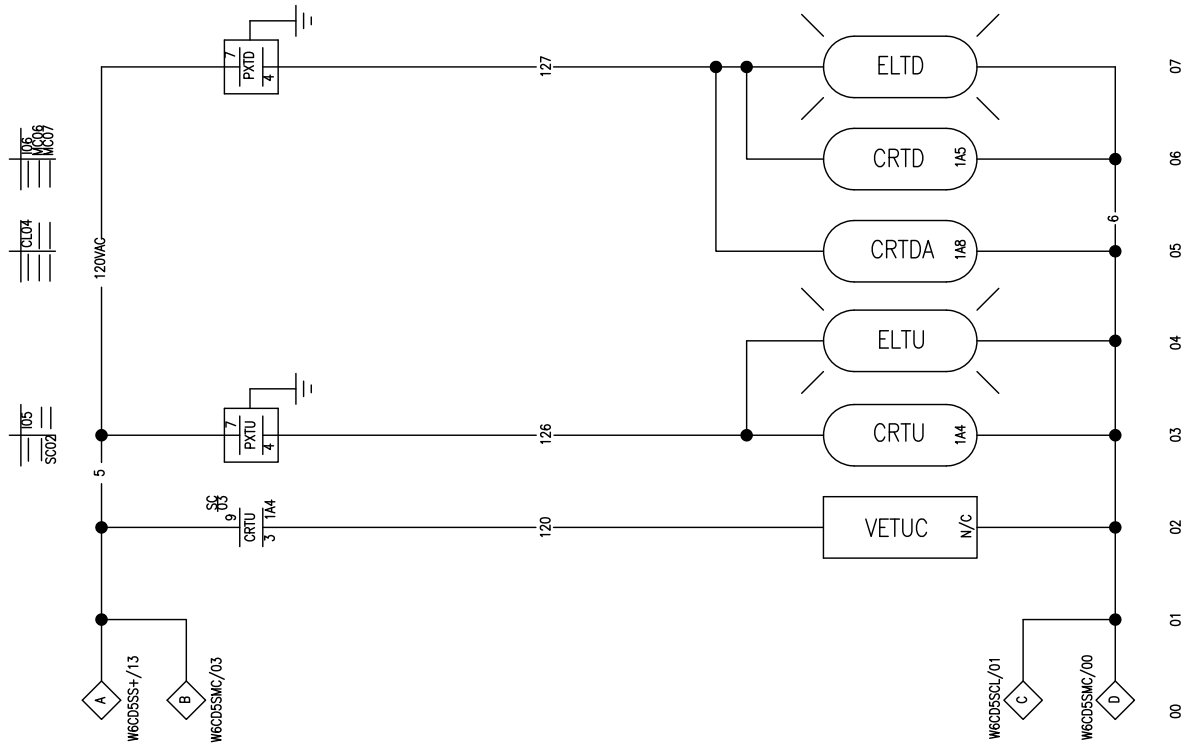 7
PXTD
4
127
ELTD
07
I06
MC06
MC07
CRTD
1A5
06
CL04
120VAC
CRTDA
1A8
6
05
ELTU
04
I05
SC02
7
PXTU
4
126
CRTU
1A4
03
5
SC
03
9
CRTU
3
1A4
120
VETUC
N/C
02
01
A
W6CD5SS+/13
B
W6CD5SMC/03
W6CD5SCL/01
C
W6CD5SMC/00
D
00